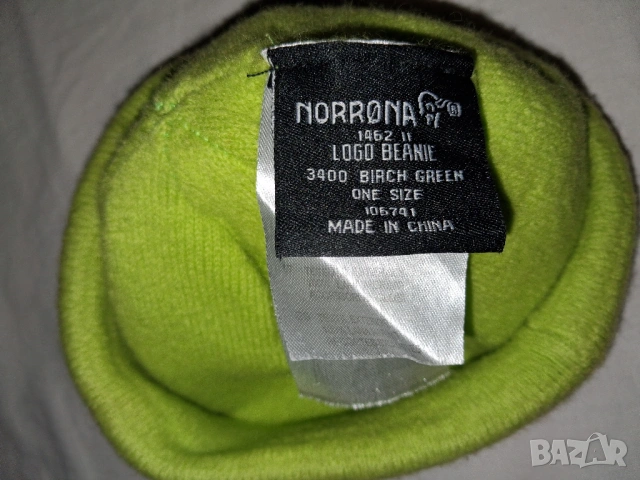 NORRØNA ®
1462 11
LOGO BEANIE
3400 BIRCH GREEN
ONE SIZE
106741
MADE IN CHINA
BAZAR